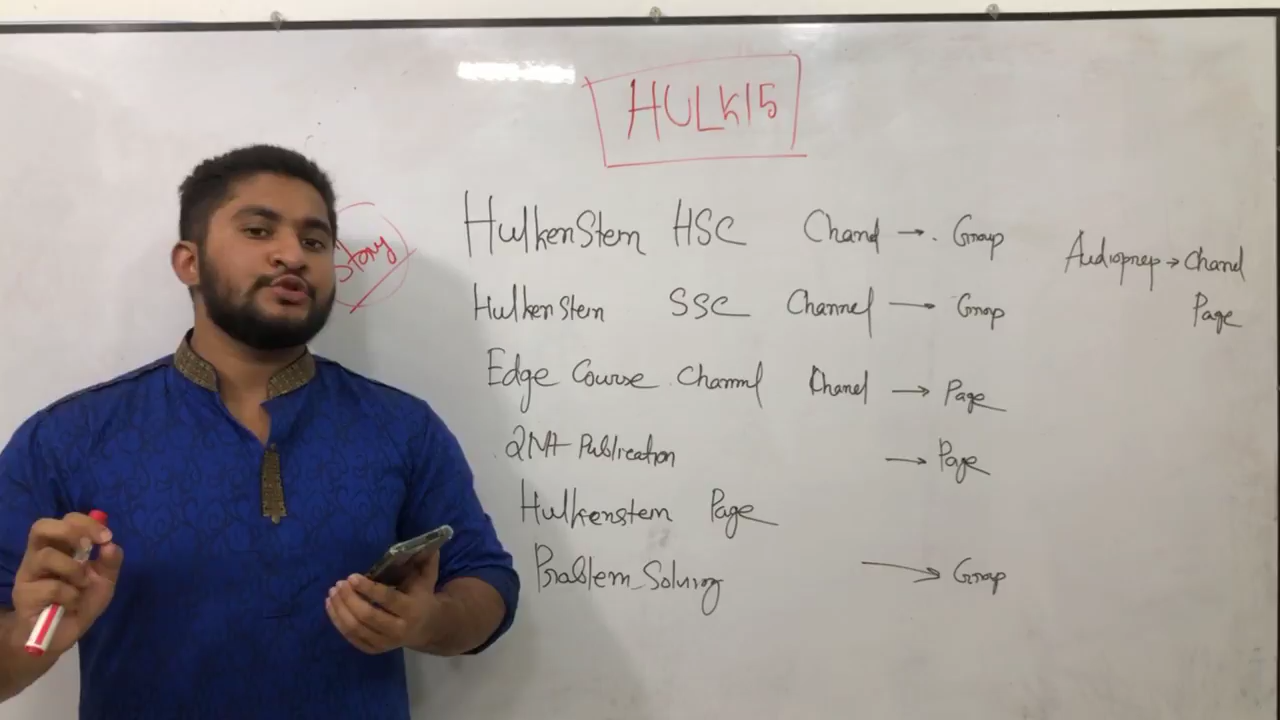 HULK15
Story
HulkenStem HSC Chanel → Group
Audioprep → Chanel
Page
HulkenStem SSC Channel → Group
Edge Course Channel Chanel → Page
2NA Publication → Page
Hulkenstem Page
Problem Solving → Group